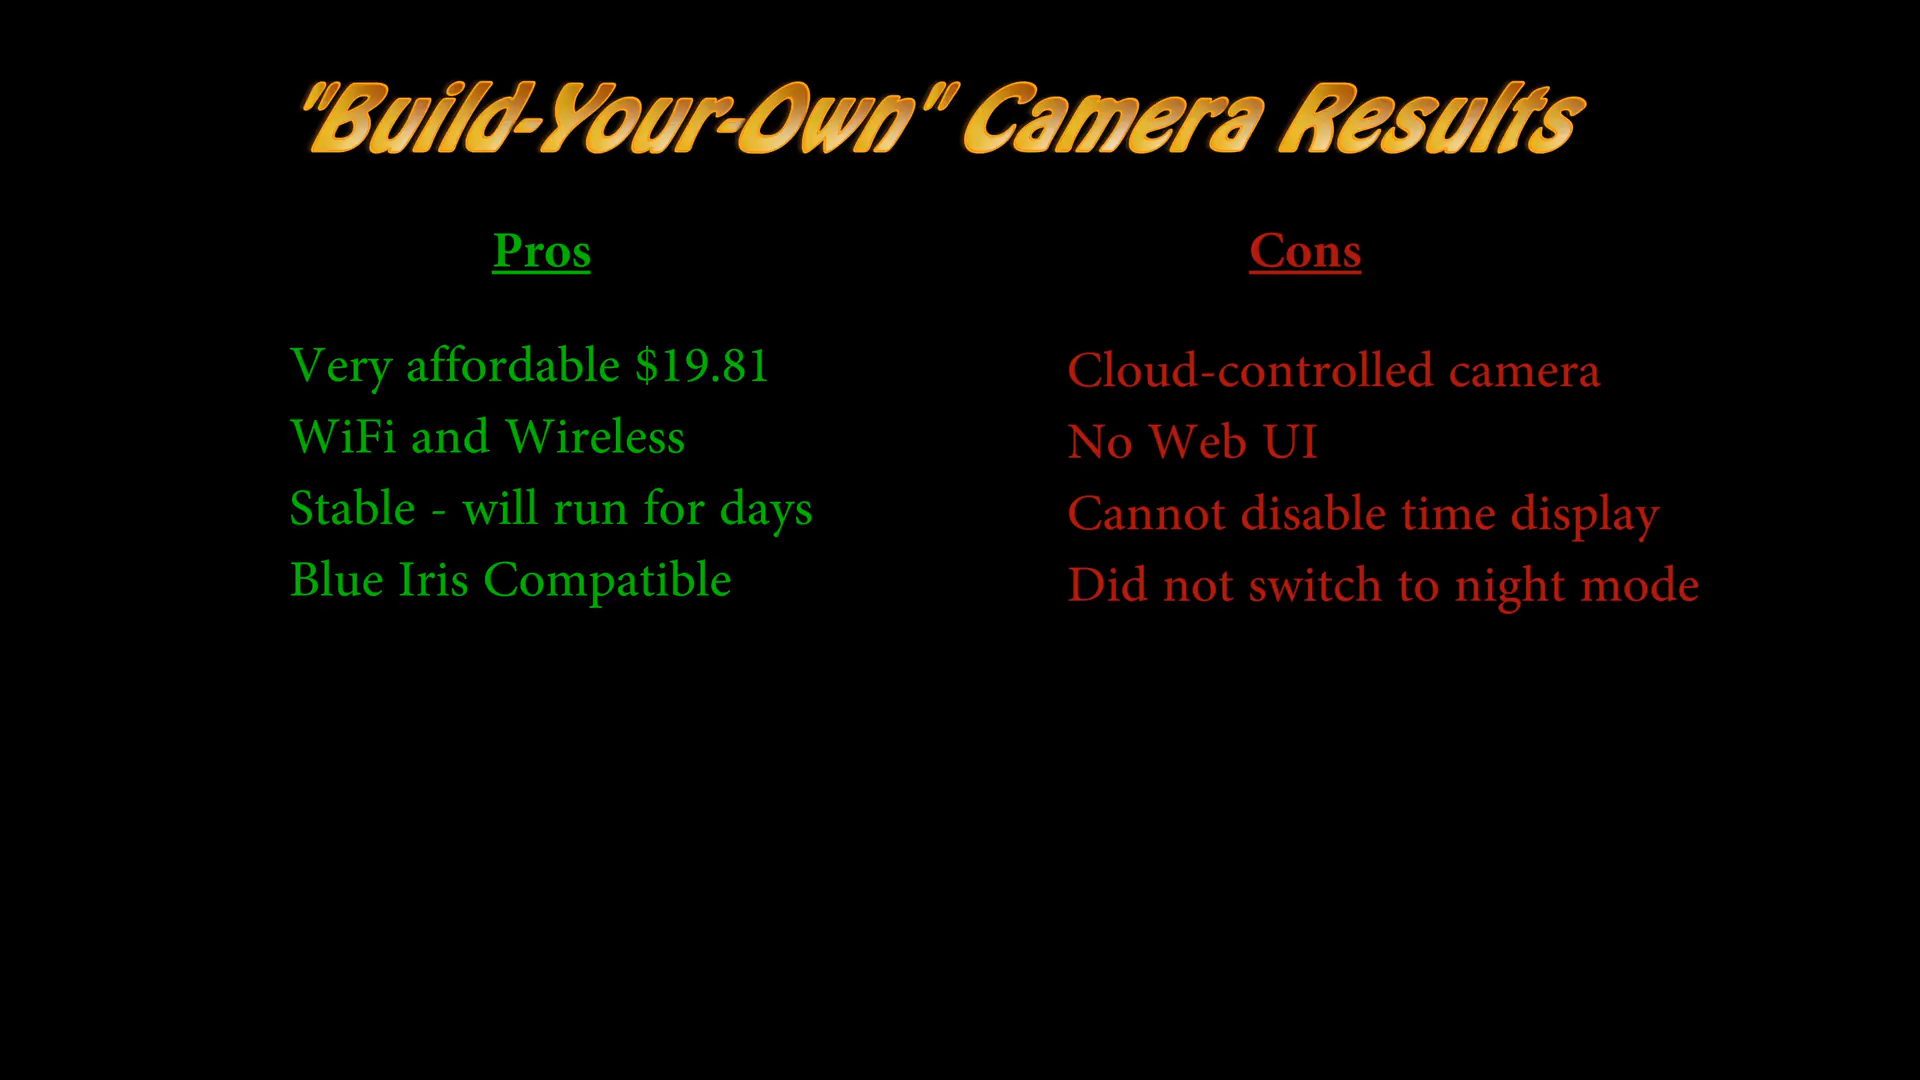 "Build-Your-Own" Camera Results
Pros
Very affordable $19.81
WiFi and Wireless
Stable - will run for days
Blue Iris Compatible
Cons
Cloud-controlled camera
No Web UI
Cannot disable time display
Did not switch to night mode